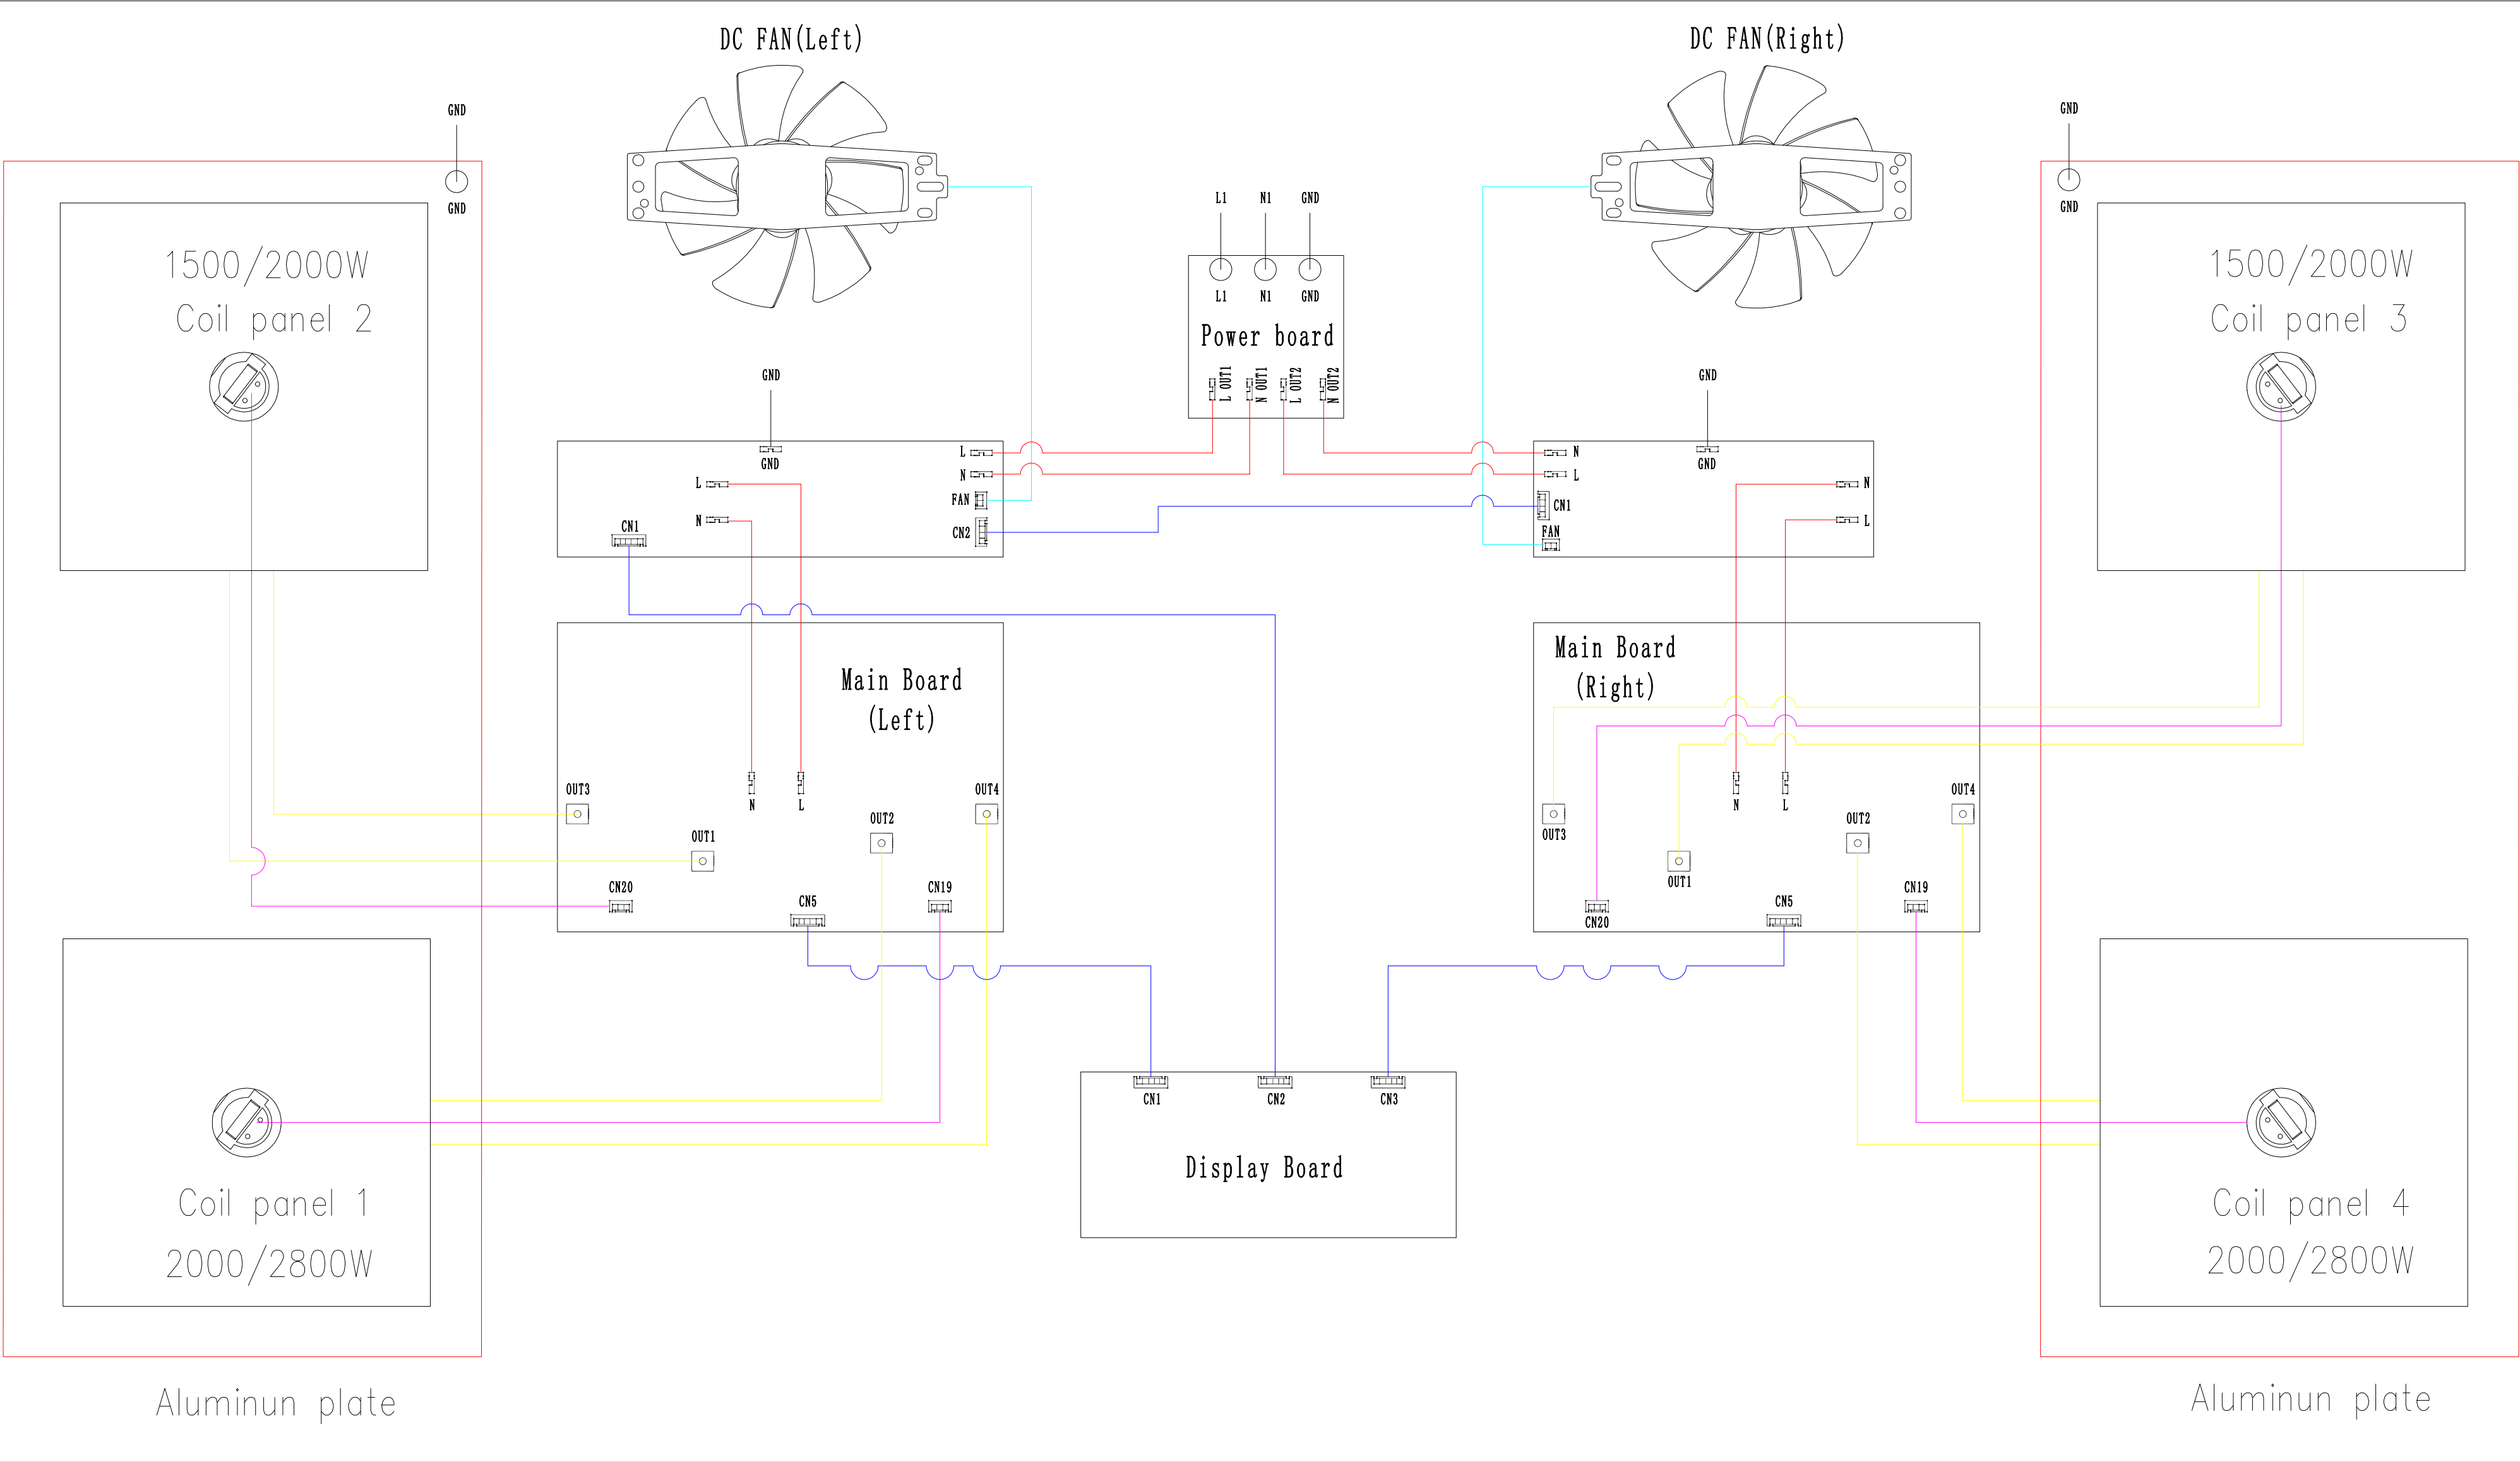 DC FAN(Left)
DC FAN(Right)
GND
GND
GND
GND
1500/2000W
Coil panel 2
L1
N1
GND
L1
N1
GND
Power board
L OUT1
N OUT1
L OUT2
N OUT2
1500/2000W
Coil panel 3
GND
GND
L
N
FAN
CN2
L
N
CN1
GND
GND
N
L
CN1
FAN
N
L
Main Board
(Left)
OUT3
N
L
OUT4
OUT1
OUT2
CN20
CN5
CN19
Main Board
(Right)
N
L
OUT3
OUT4
OUT1
OUT2
CN20
CN5
CN19
Coil panel 1
2000/2800W
CN1
CN2
CN3
Display Board
Coil panel 4
2000/2800W
Aluminun plate
Aluminun plate